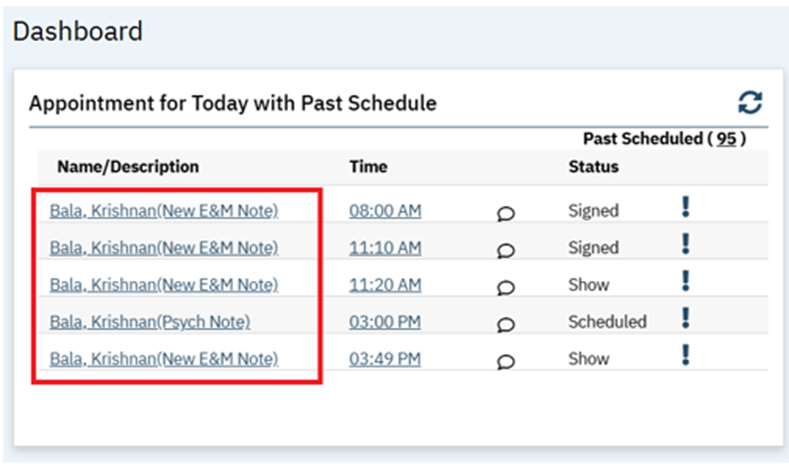 Dashboard
Appointment for Today with Past Schedule
Past Scheduled ( 95 )
Name/Description Time Status
Bala, Krishnan(New E&M Note) 08:00 AM Signed
Bala, Krishnan(New E&M Note) 11:10 AM Signed
Bala, Krishnan(New E&M Note) 11:20 AM Show
Bala, Krishnan(Psych Note) 03:00 PM Scheduled
Bala, Krishnan(New E&M Note) 03:49 PM Show